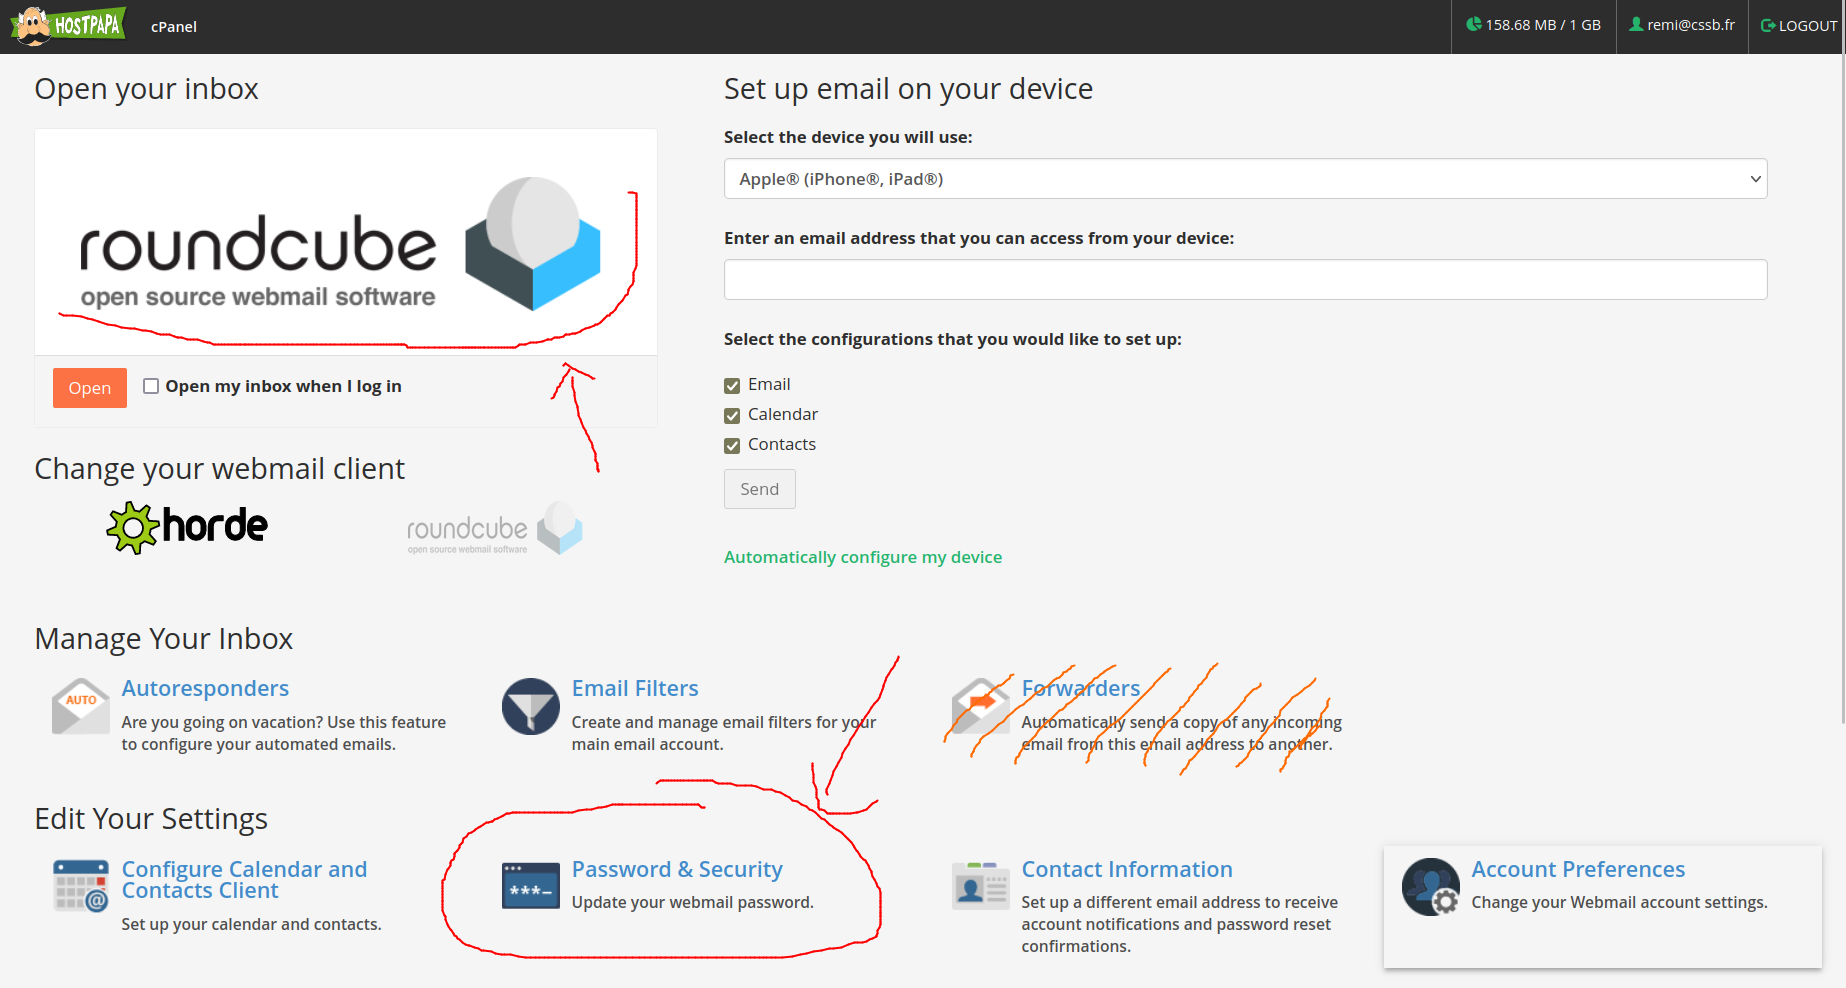 HOSTPAPA
cPanel
158.68 MB / 1 GB
remi@cssb.fr
LOGOUT
Open your inbox
roundcube
open source webmail software
Open
Open my inbox when I log in
Change your webmail client
horde
roundcube
open source webmail software
Set up email on your device
Select the device you will use:
Apple® (iPhone®, iPad®)
Enter an email address that you can access from your device:
Select the configurations that you would like to set up:
Email
Calendar
Contacts
Send
Automatically configure my device
Manage Your Inbox
AUTO
Autoresponders
Are you going on vacation? Use this feature
to configure your automated emails.
Email Filters
Create and manage email filters for your
main email account.
Forwarders
Automatically send a copy of any incoming
email from this email address to another.
Edit Your Settings
Configure Calendar and
Contacts Client
Set up your calendar and contacts.
***_
Password & Security
Update your webmail password.
Contact Information
Set up a different email address to receive
account notifications and password reset
confirmations.
Account Preferences
Change your Webmail account settings.